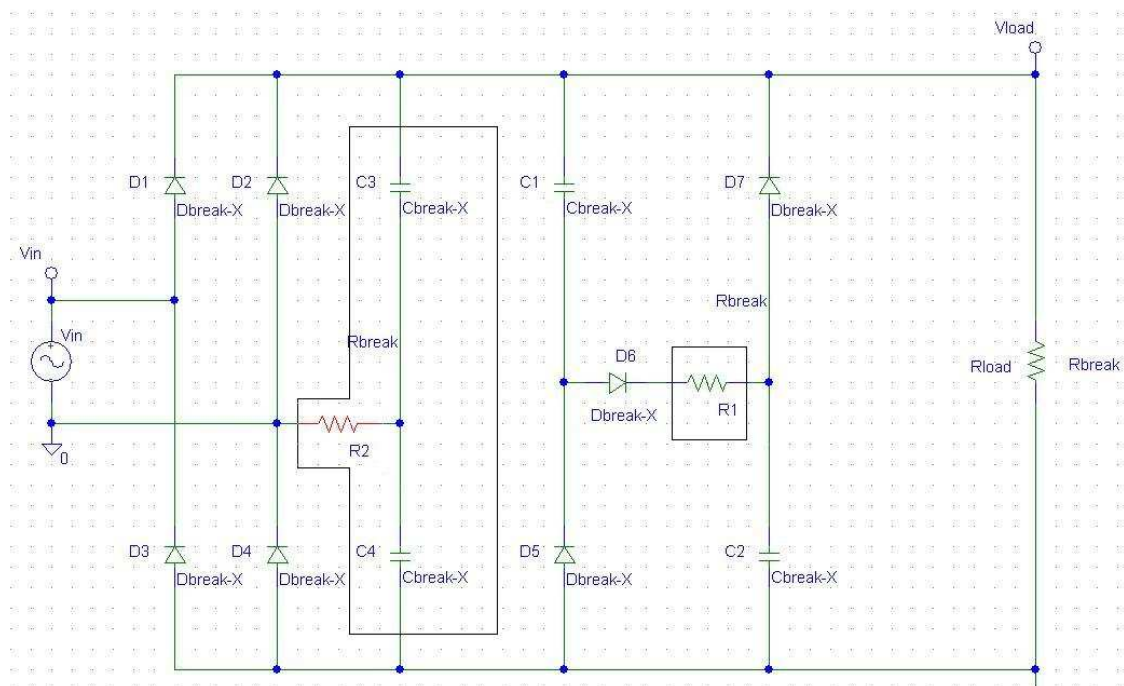 Vload
D1
Dbreak-X
D2
Dbreak-X
C3
Cbreak-X
C1
Cbreak-X
D7
Dbreak-X
Vin
Vin
Rbreak
Rbreak
D6
Dbreak-X
R1
Rload
Rbreak
R2
0
D3
Dbreak-X
D4
Dbreak-X
C4
Cbreak-X
D5
Dbreak-X
C2
Cbreak-X